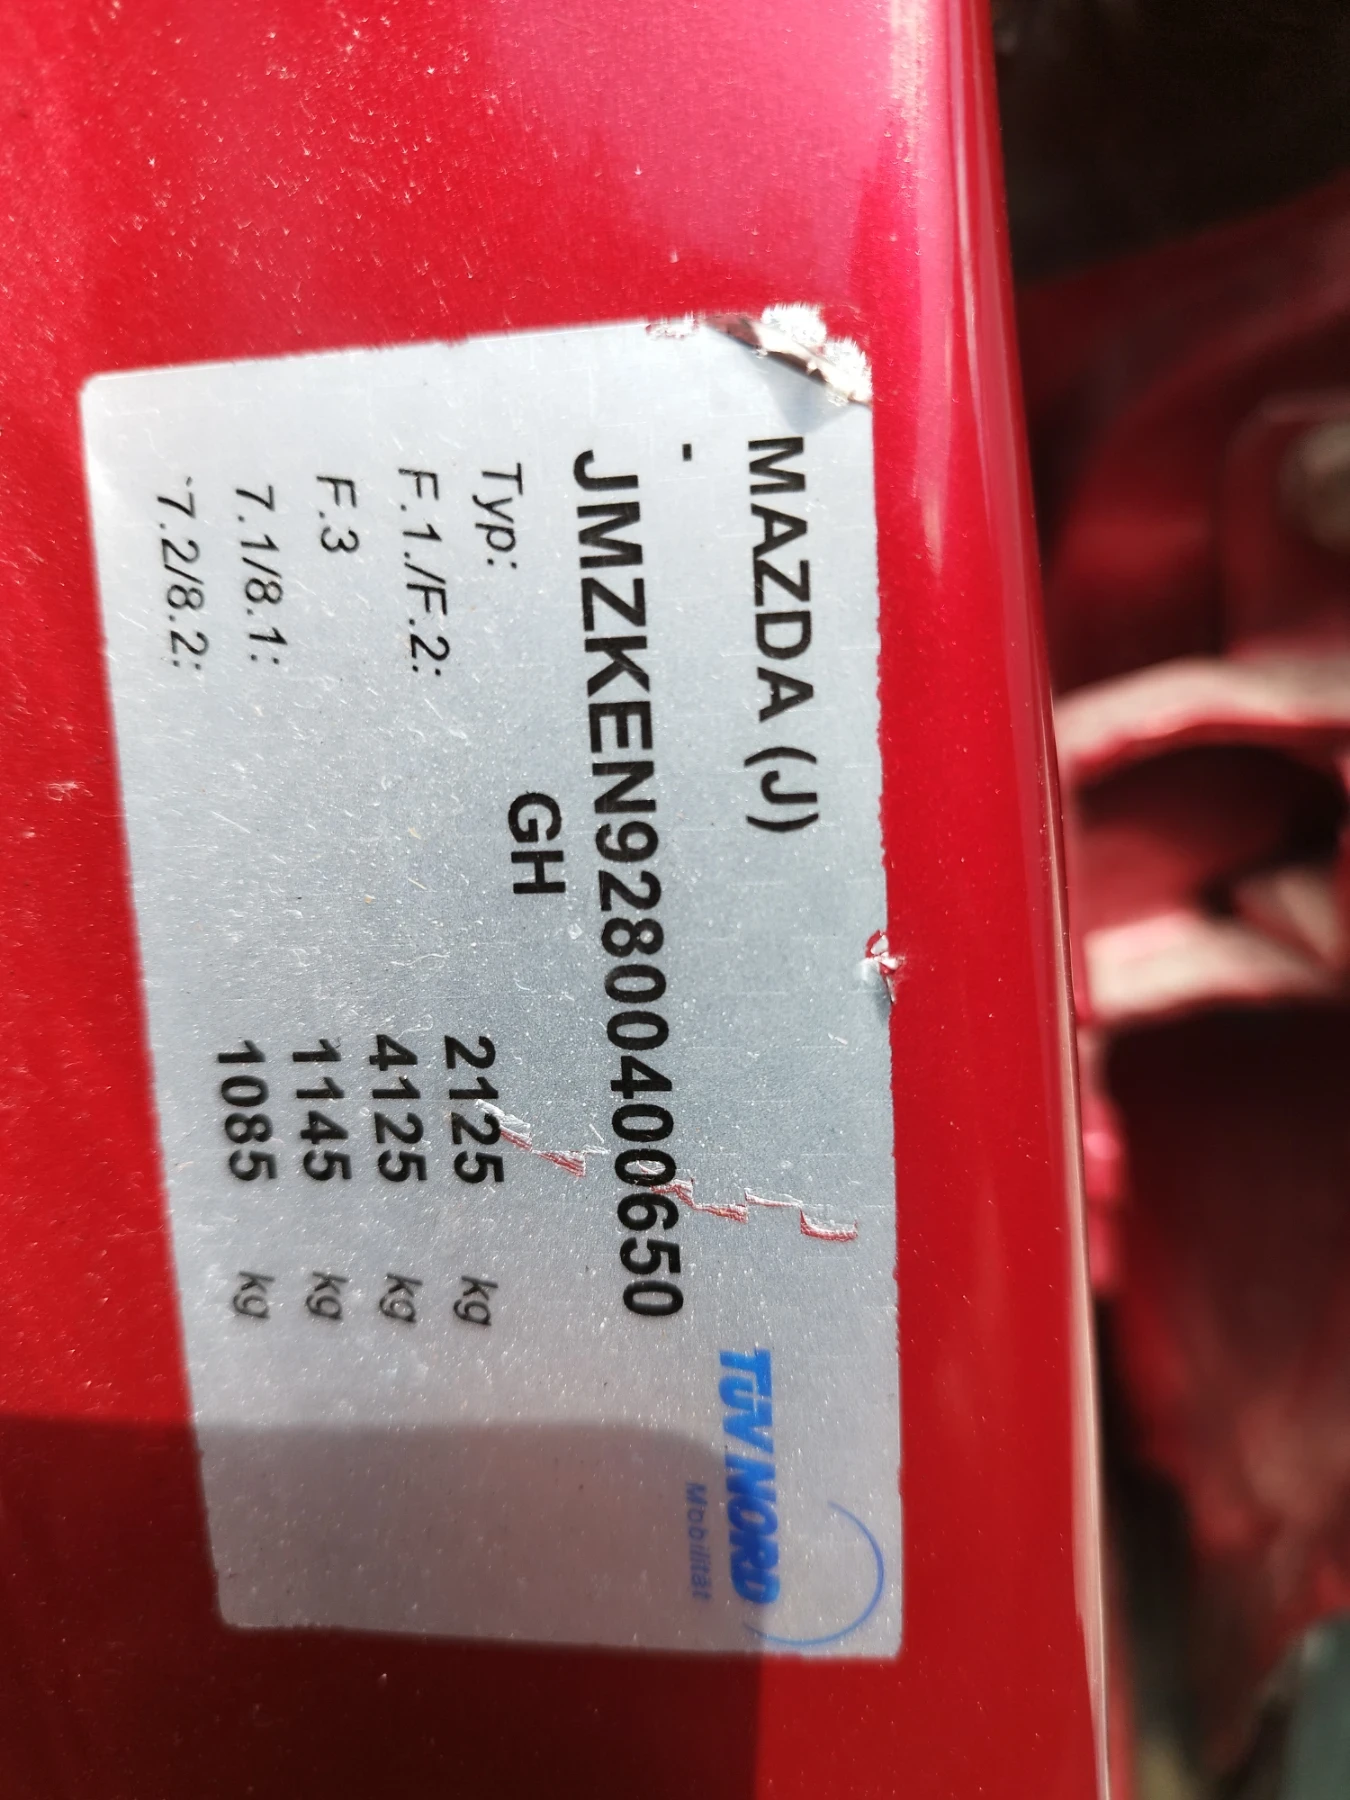 MAZDA (J)
TÜV NORD
Mobilität
-
JMZKEN92800400650
Typ: GH
F.1./F.2: 2125 kg
F.3 4125 kg
7.1/8.1: 1145 kg
7.2/8.2: 1085 kg